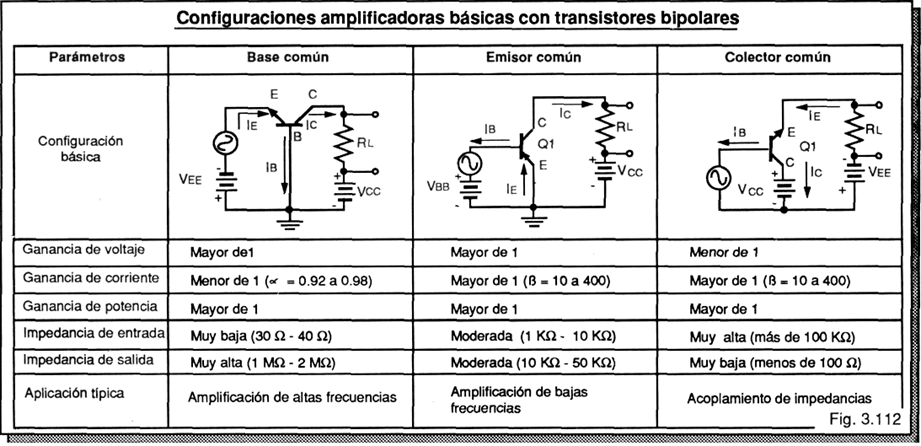 Configuraciones amplificadoras básicas con transistores bipolares
Parámetros Base común Emisor común Colector común
Configuración
básica
E C
IE IC
B
RL
IB
VEE
VCC
- +
+ -
IC
C
IB
Q1
RL
E
VBB
IE
VCC
- +
+ -
IE
E
IB
Q1
RL
C
VCC
IC
VEE
+ -
- +
Ganancia de voltaje Mayor de1 Mayor de 1 Menor de 1
Ganancia de corriente Menor de 1 (∝ = 0.92 a 0.98) Mayor de 1 (ß = 10 a 400) Mayor de 1 (ß = 10 a 400)
Ganancia de potencia Mayor de 1 Mayor de 1 Mayor de 1
Impedancia de entrada Muy baja (30 Ω - 40 Ω) Moderada (1 KΩ - 10 KΩ) Muy alta (más de 100 KΩ)
Impedancia de salida Muy alta (1 MΩ - 2 MΩ) Moderada (10 KΩ - 50 KΩ) Muy baja (menos de 100 Ω)
Aplicación típica Amplificación de altas frecuencias Amplificación de bajas
frecuencias Acoplamiento de impedancias
Fig. 3.112